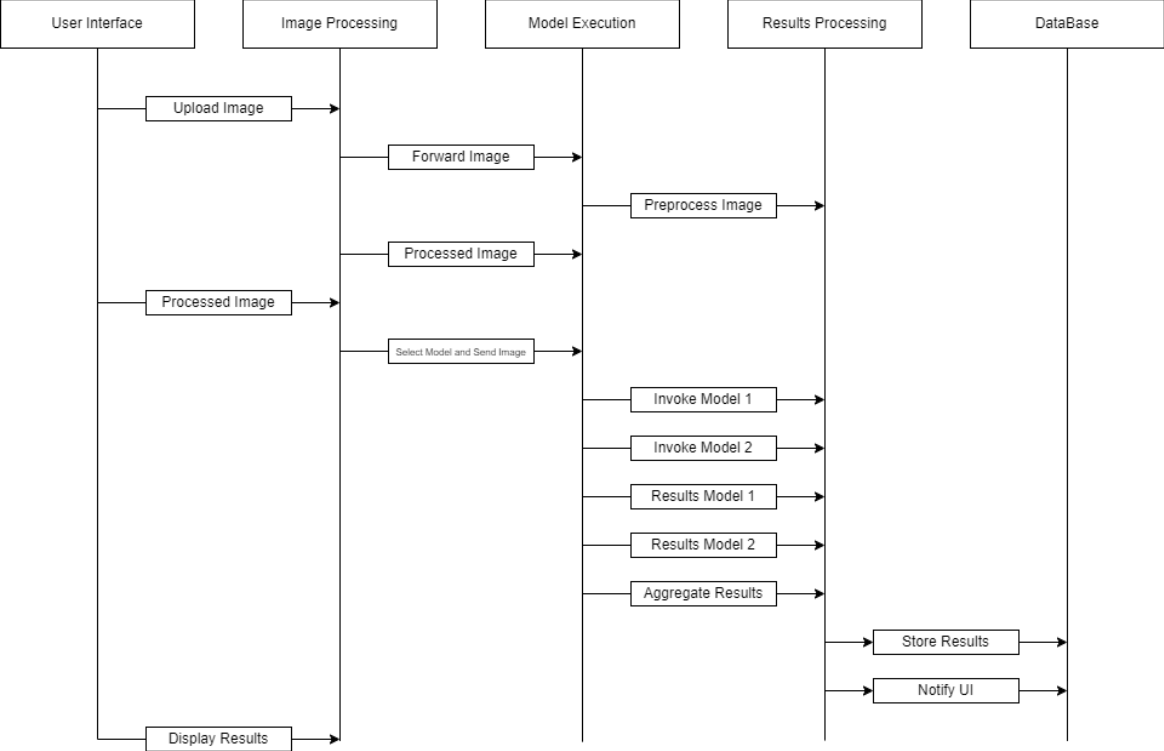 User Interface
Image Processing
Model Execution
Results Processing
DataBase
Upload Image
Forward Image
Preprocess Image
Processed Image
Processed Image
Select Model and Send Image
Invoke Model 1
Invoke Model 2
Results Model 1
Results Model 2
Aggregate Results
Store Results
Notify UI
Display Results